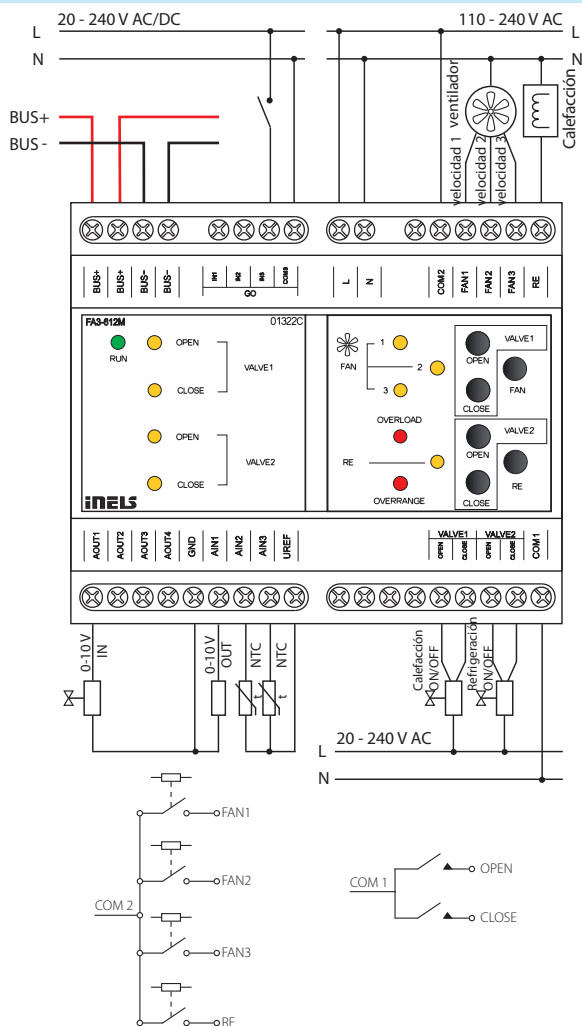 20 - 240 V AC/DC
110 - 240 V AC
L
L
N
N
BUS+
BUS -
velocidad 1
ventilador
velocidad 2
velocidad 3
Calefacción
BUS+
BUS+
BUS-
BUS-
IN1
IN2
IN3
COM3
GO
L
N
COM2
FAN1
FAN2
FAN3
RE
FA3-612M
01322C
RUN
OPEN
VALVE1
CLOSE
OPEN
VALVE2
CLOSE
iNELS
FAN
1
2
3
OVERLOAD
RE
OVERRANGE
VALVE1
OPEN
FAN
CLOSE
VALVE2
OPEN
RE
CLOSE
AOUT1
AOUT2
AOUT3
AOUT4
GND
AIN1
AIN2
AIN3
UREF
VALVE1
VALVE2
OPEN
CLOSE
OPEN
CLOSE
COM1
0-10 V
IN
0-10 V
OUT
NTC
t
NTC
t
Calefacción
ON/OFF
Refrigeración
ON/OFF
L
20 - 240 V AC
N
FAN1
FAN2
COM 2
FAN3
RE
COM 1
OPEN
CLOSE